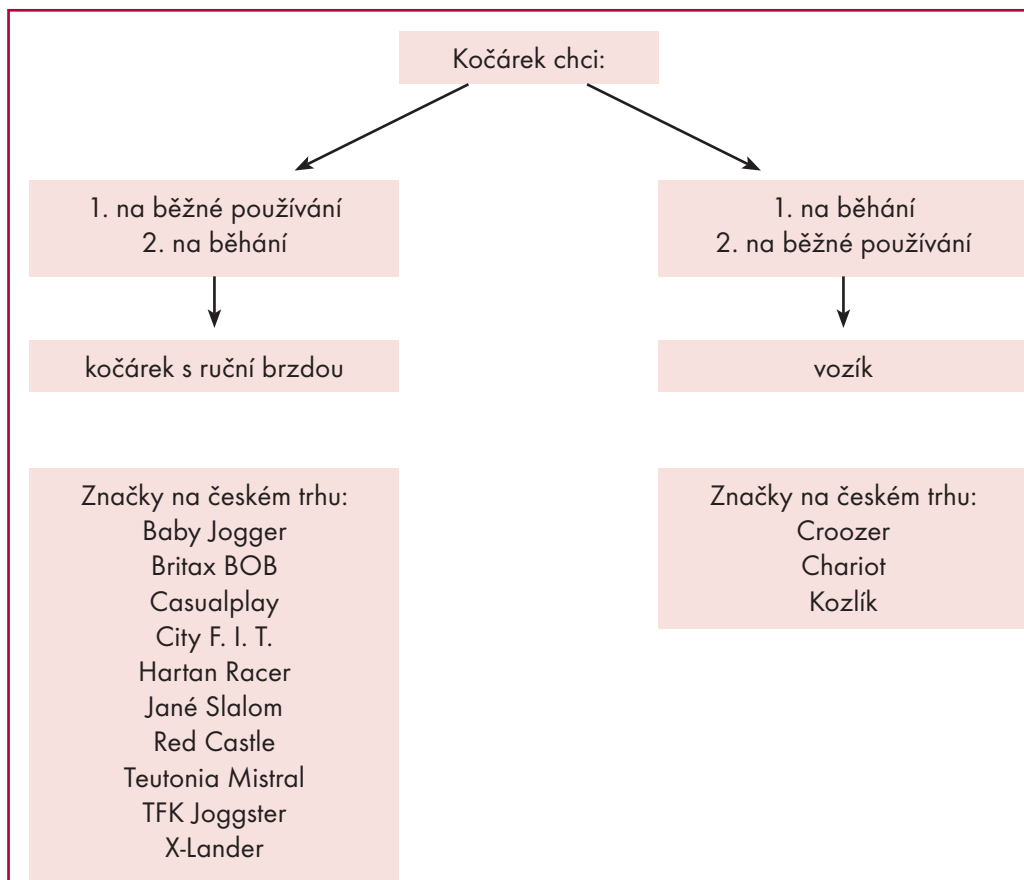 Kočárek chci:
1. na běžné používání
2. na běhání
kočárek s ruční brzdou
Značky na českém trhu:
Baby Jogger
Britax BOB
Casualplay
City F. I. T.
Hartan Racer
Jané Slalom
Red Castle
Teutonia Mistral
TFK Joggster
X-Lander
1. na běhání
2. na běžné používání
vozík
Značky na českém trhu:
Croozer
Chariot
Kozlík